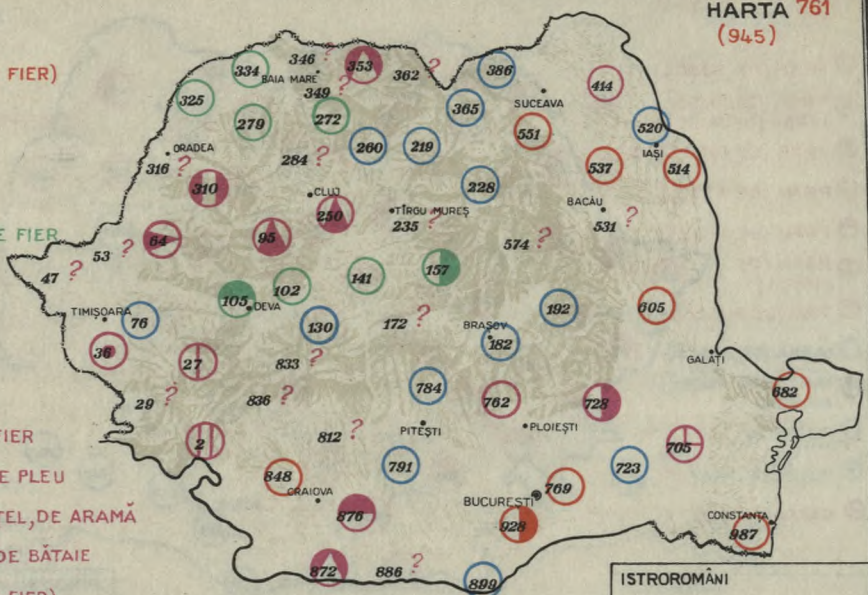 HARTA 761
(945)
FIER)
E FIER
FIER
E PLEU
TEL, DE ARAMĂ
DE BĂTAIE
FIER)
334
346 ?
BAIA MARE
353
349 ?
362 ?
386
414
325
279
272
365
SUCEAVA
551
520
IAȘI
ORADEA
316 ?
284 ?
260
219
537
514
310
CLUJ
250
TÎRGU MUREȘ
235 ?
228
BACĂU
531 ?
53 ?
64
95
574 ?
47 ?
105
DEVA
102
141
157
TIMIȘOARA
76
130
172 ?
192
605
BRAȘOV
182
36
27
833 ?
GALAȚI
29 ?
836 ?
784
762
728
682
2
812 ?
PITEȘTI
PLOIEȘTI
705
848
CRAIOVA
791
723
BUCUREȘTI
769
876
928
CONSTANȚA
987
872
886 ?
899
ISTROROMÂNI